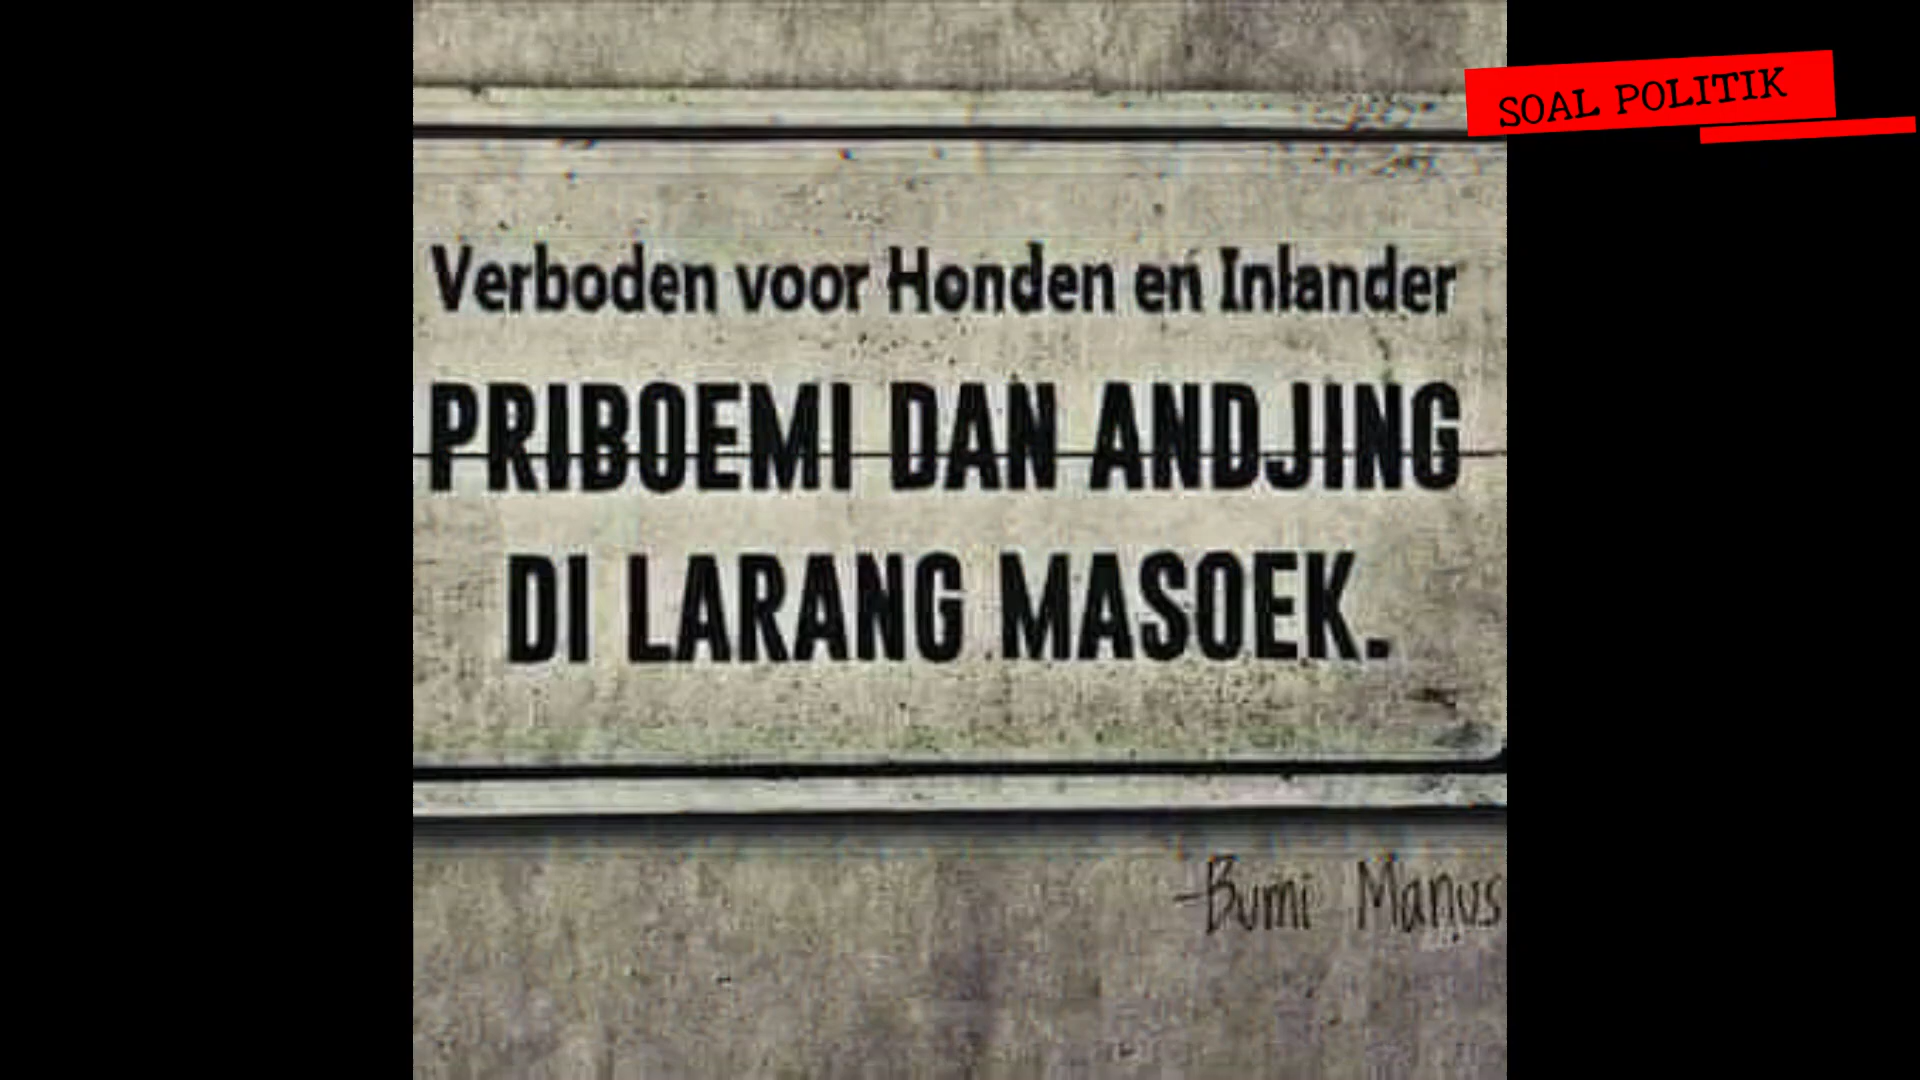 SOAL POLITIK
Verboden voor Honden en Inlander
PRIBOEMI DAN ANDJING
DI LARANG MASOEK.
-Bumi Manus